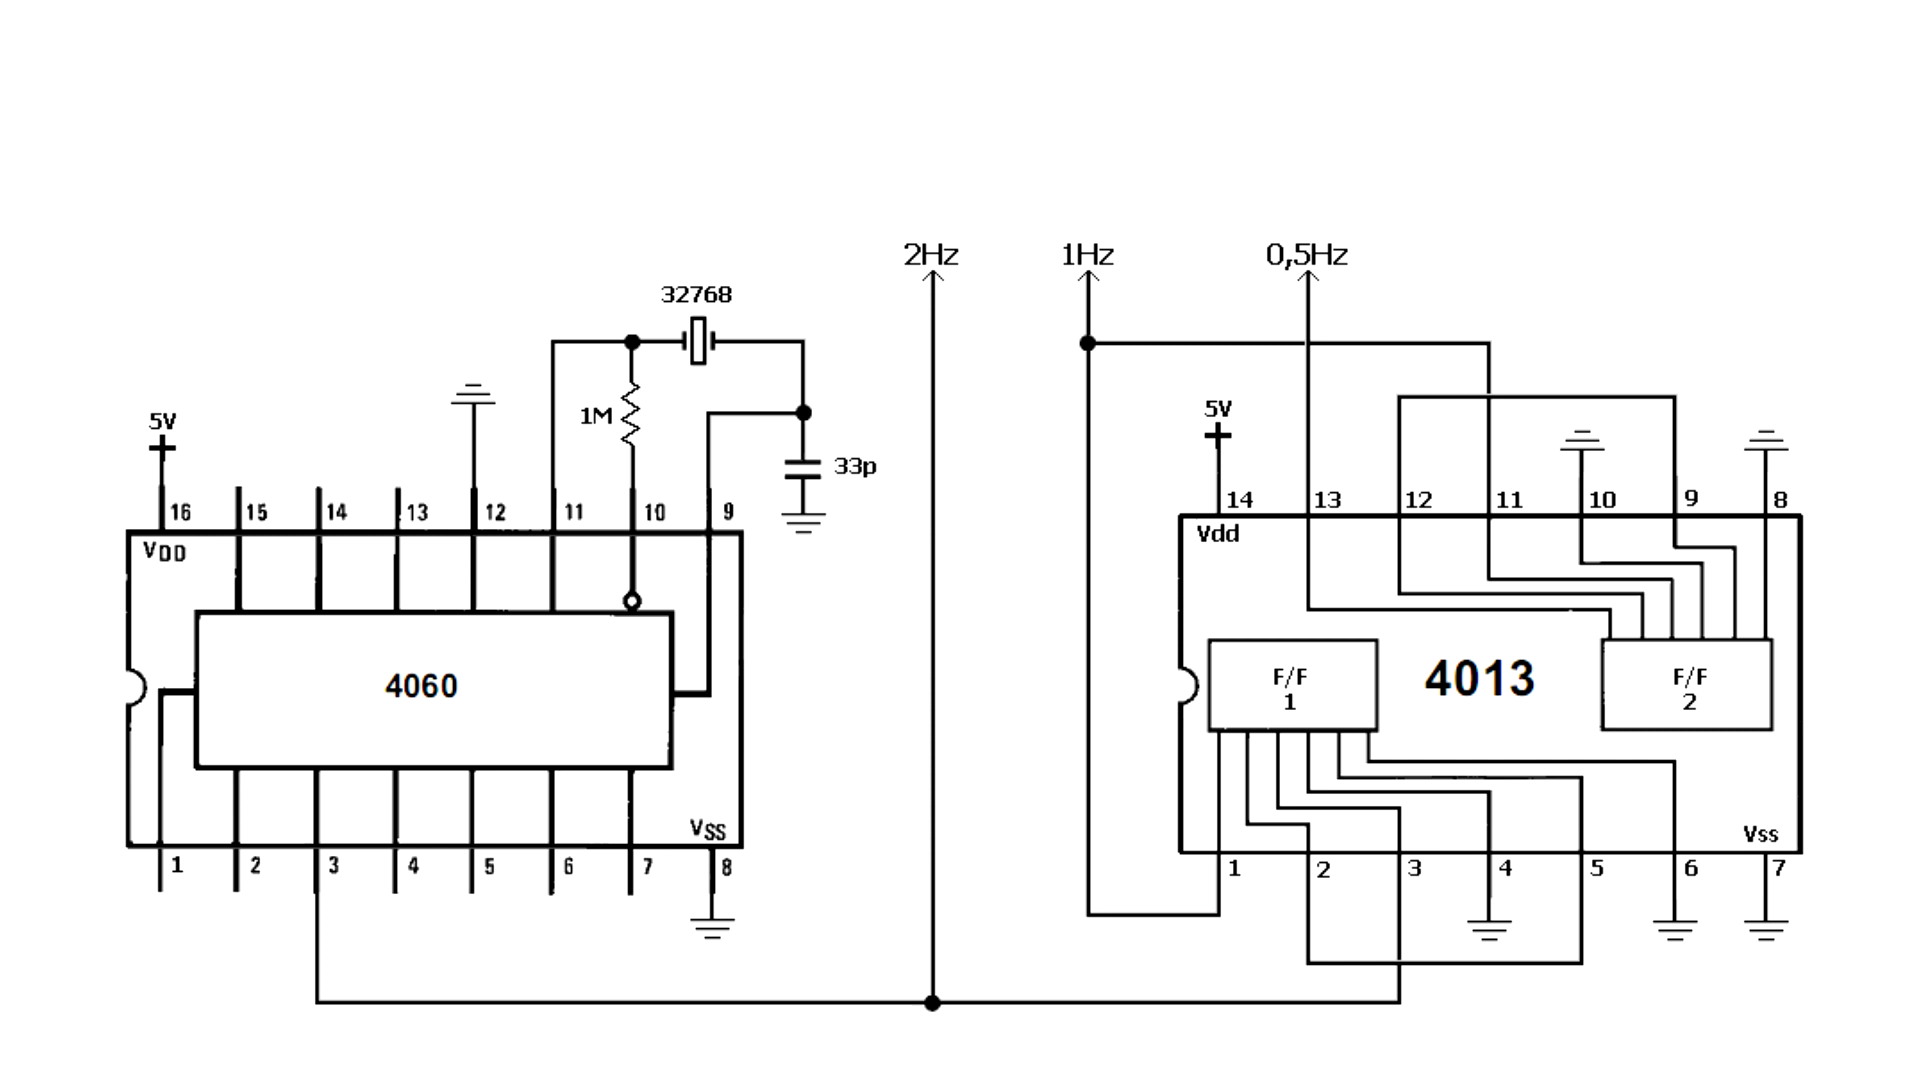 2Hz 1Hz 0,5Hz
32768
5V
1M
33p
5V
16 15 14 13 12 11 10 9
14 13 12 11 10 9 8
VDD
Vdd
4060
F/F
1
4013
F/F
2
VSS
Vss
1 2 3 4 5 6 7 8
1 2 3 4 5 6 7